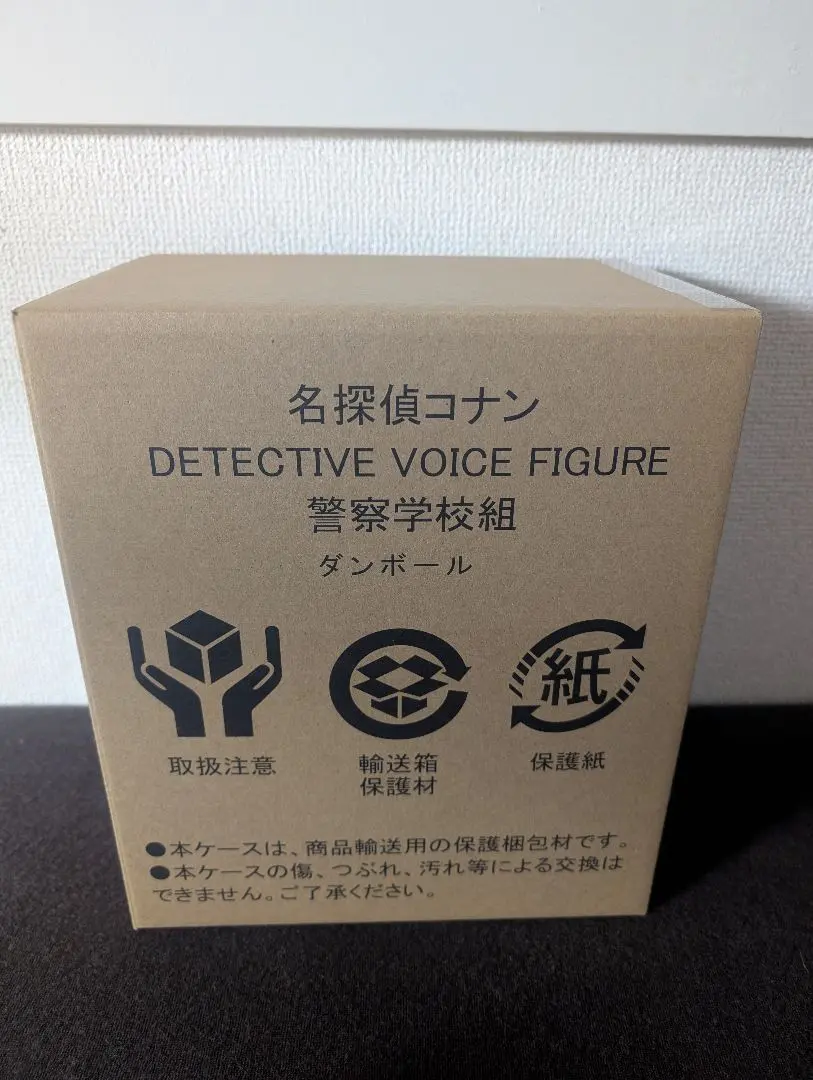 名探偵コナン
DETECTIVE VOICE FIGURE
警察学校組
ダンボール
紙
取扱注意
輸送箱
保護材
保護紙
●本ケースは、商品輸送用の保護梱包材です。
●本ケースの傷、つぶれ、汚れ等による交換は
できません。ご了承ください。